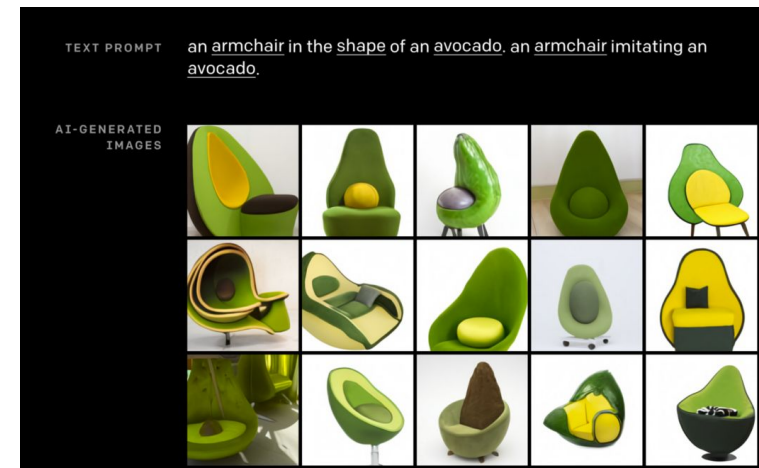 TEXT PROMPT
an armchair in the shape of an avocado. an armchair imitating an
avocado.
AI-GENERATED
IMAGES